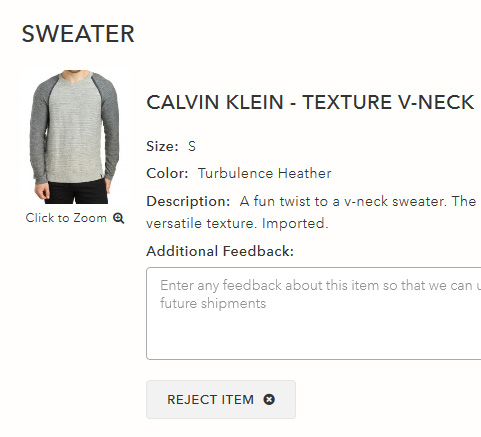 SWEATER
CALVIN KLEIN - TEXTURE V-NECK
Size: S
Color: Turbulence Heather
Description: A fun twist to a v-neck sweater. The
versatile texture. Imported.
Click to Zoom
Additional Feedback:
Enter any feedback about this item so that we can u
future shipments
REJECT ITEM